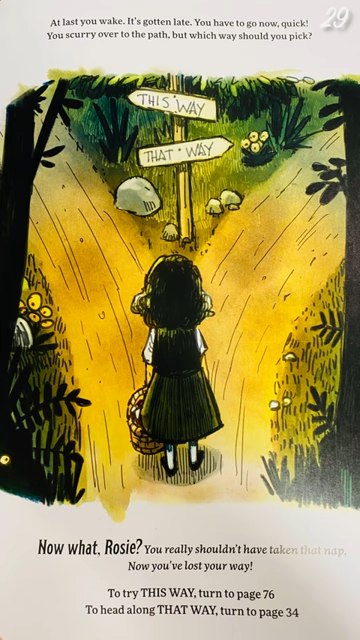 29
At last you wake. It's gotten late. You have to go now, quick!
You scurry over to the path, but which way should you pick?
THIS WAY
THAT WAY
Now what, Rosie? You really shouldn't have taken that nap.
Now you've lost your way!
To try THIS WAY, turn to page 76
To head along THAT WAY, turn to page 34